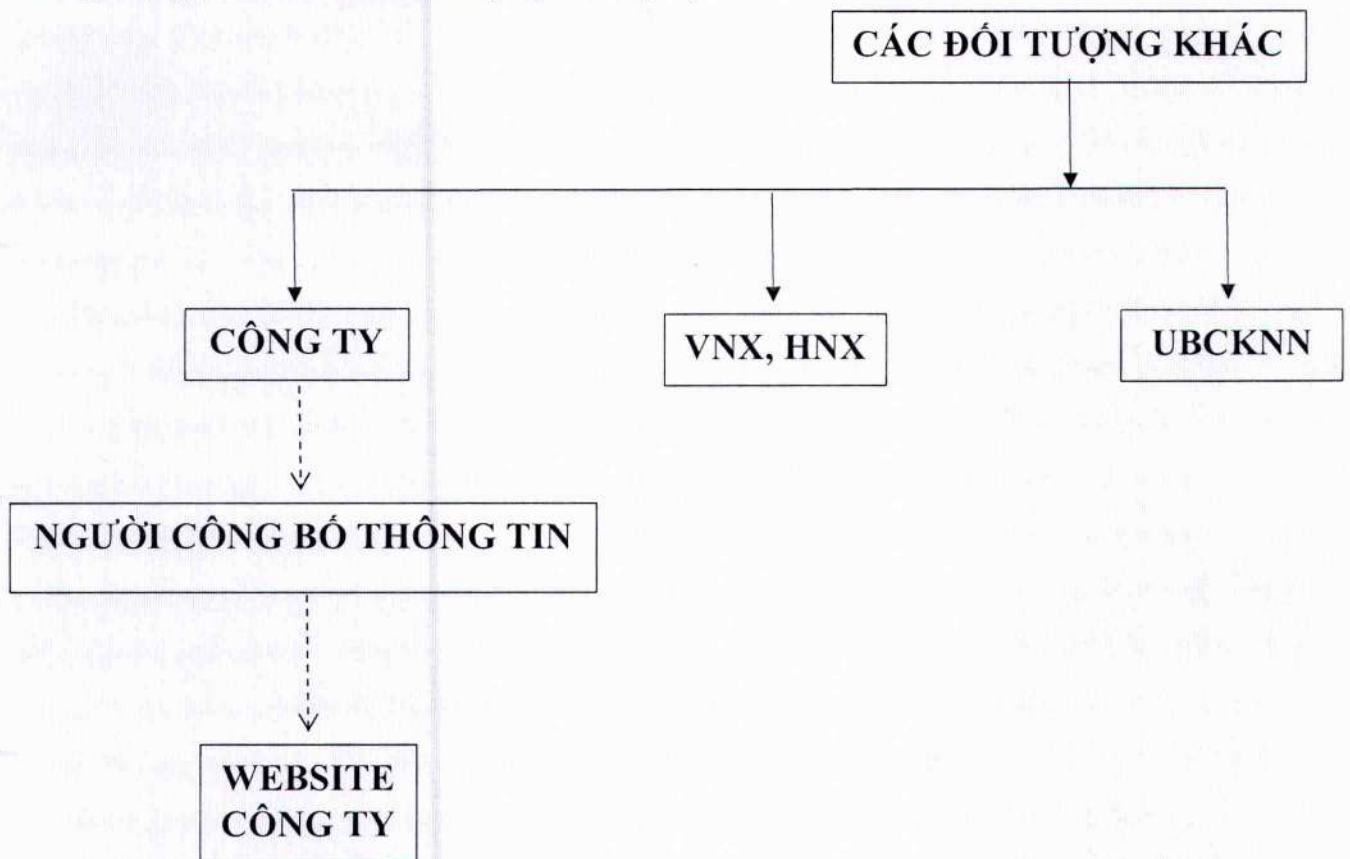 CÁC ĐỐI TƯỢNG KHÁC
CÔNG TY
VNX, HNX
UBCKNN
NGƯỜI CÔNG BỐ THÔNG TIN
WEBSITE
CÔNG TY